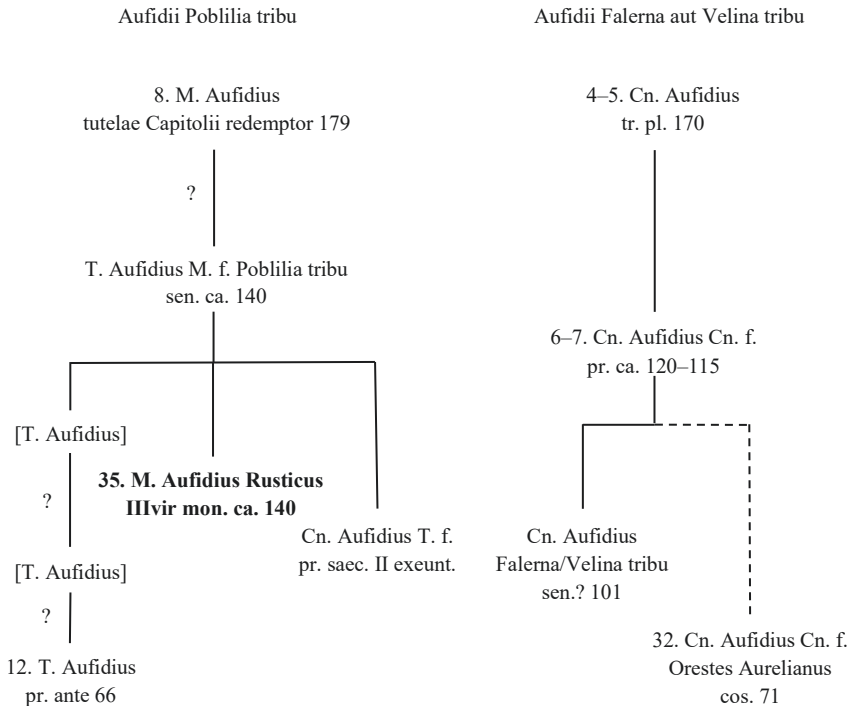 Aufidii Poblilia tribu
Aufidii Falerna aut Velina tribu
8. M. Aufidius
tutelae Capitolii redemptor 179
4–5. Cn. Aufidius
tr. pl. 170
?
T. Aufidius M. f. Poblilia tribu
sen. ca. 140
6–7. Cn. Aufidius Cn. f.
pr. ca. 120–115
[T. Aufidius]
35. M. Aufidius Rusticus
IIIvir mon. ca. 140
?
Cn. Aufidius T. f.
pr. saec. II exeunt.
Cn. Aufidius
Falerna/Velina tribu
sen.? 101
[T. Aufidius]
?
12. T. Aufidius
pr. ante 66
32. Cn. Aufidius Cn. f.
Orestes Aurelianus
cos. 71